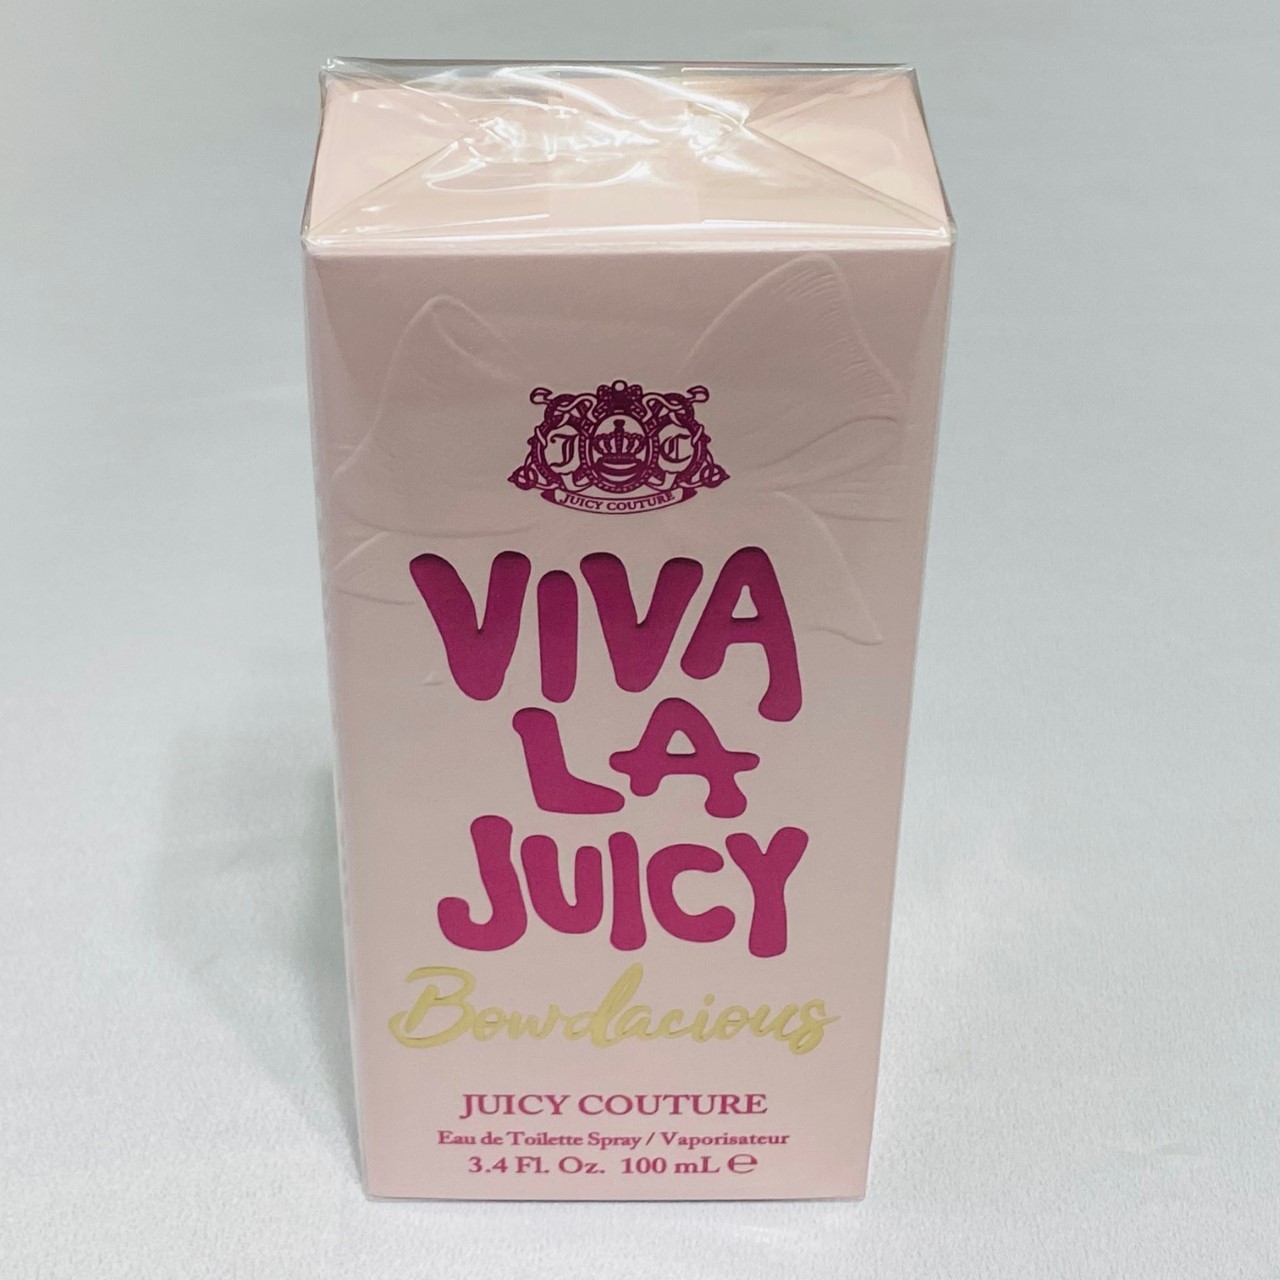 J C
JUICY COUTURE
VIVA
LA
JUICY
Bowdacious
JUICY COUTURE
Eau de Toilette Spray / Vaporisateur
3.4 Fl. Oz. 100 mL ℮